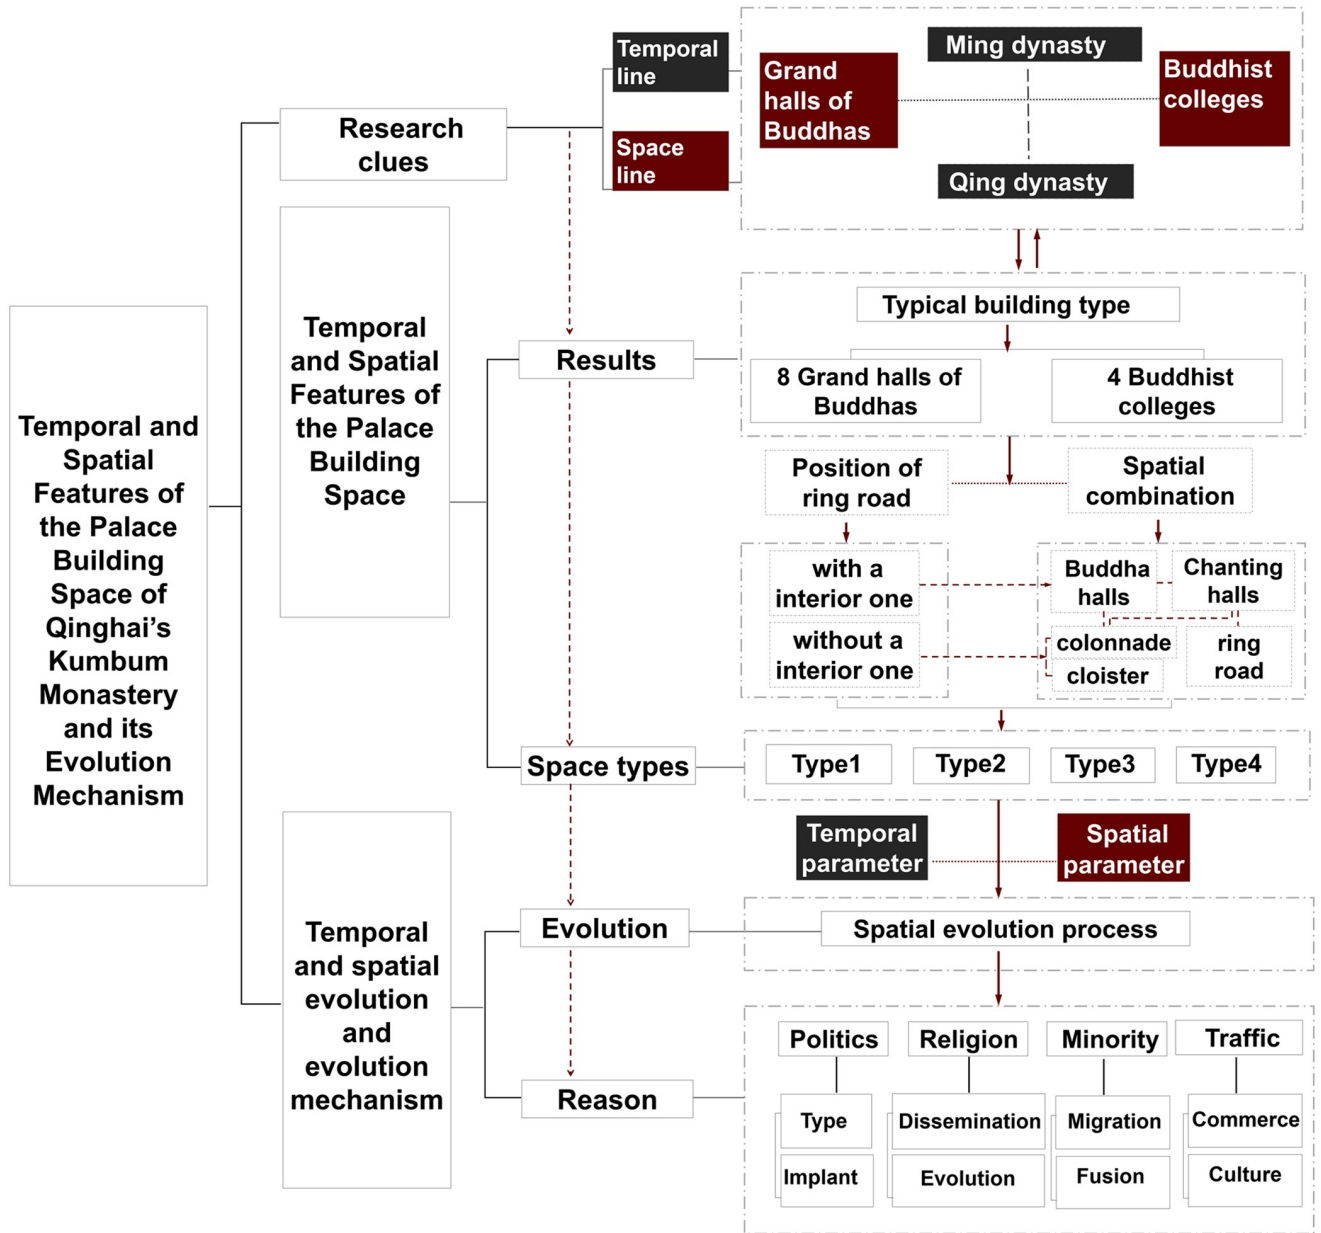 Temporal and
Spatial
Features of
the Palace
Building
Space of
Qinghai's
Kumbum
Monastery
and its
Evolution
Mechanism
Research
clues
Temporal
and Spatial
Features of
the Palace
Building
Space
Temporal
and spatial
evolution
and
evolution
mechanism
Temporal
line
Space
line
Results
Space types
Evolution
Reason
Ming dynasty
Grand
halls of
Buddhas
Buddhist
colleges
Qing dynasty
Typical building type
8 Grand halls of
Buddhas
4 Buddhist
colleges
Position of
ring road
Spatial
combination
with a
interior one
without a
interior one
Buddha
halls
Chanting
halls
colonnade
cloister
ring
road
Type1
Type2
Type3
Type4
Temporal
parameter
Spatial
parameter
Spatial evolution process
Politics
Religion
Minority
Traffic
Type
Dissemination
Migration
Commerce
Implant
Evolution
Fusion
Culture